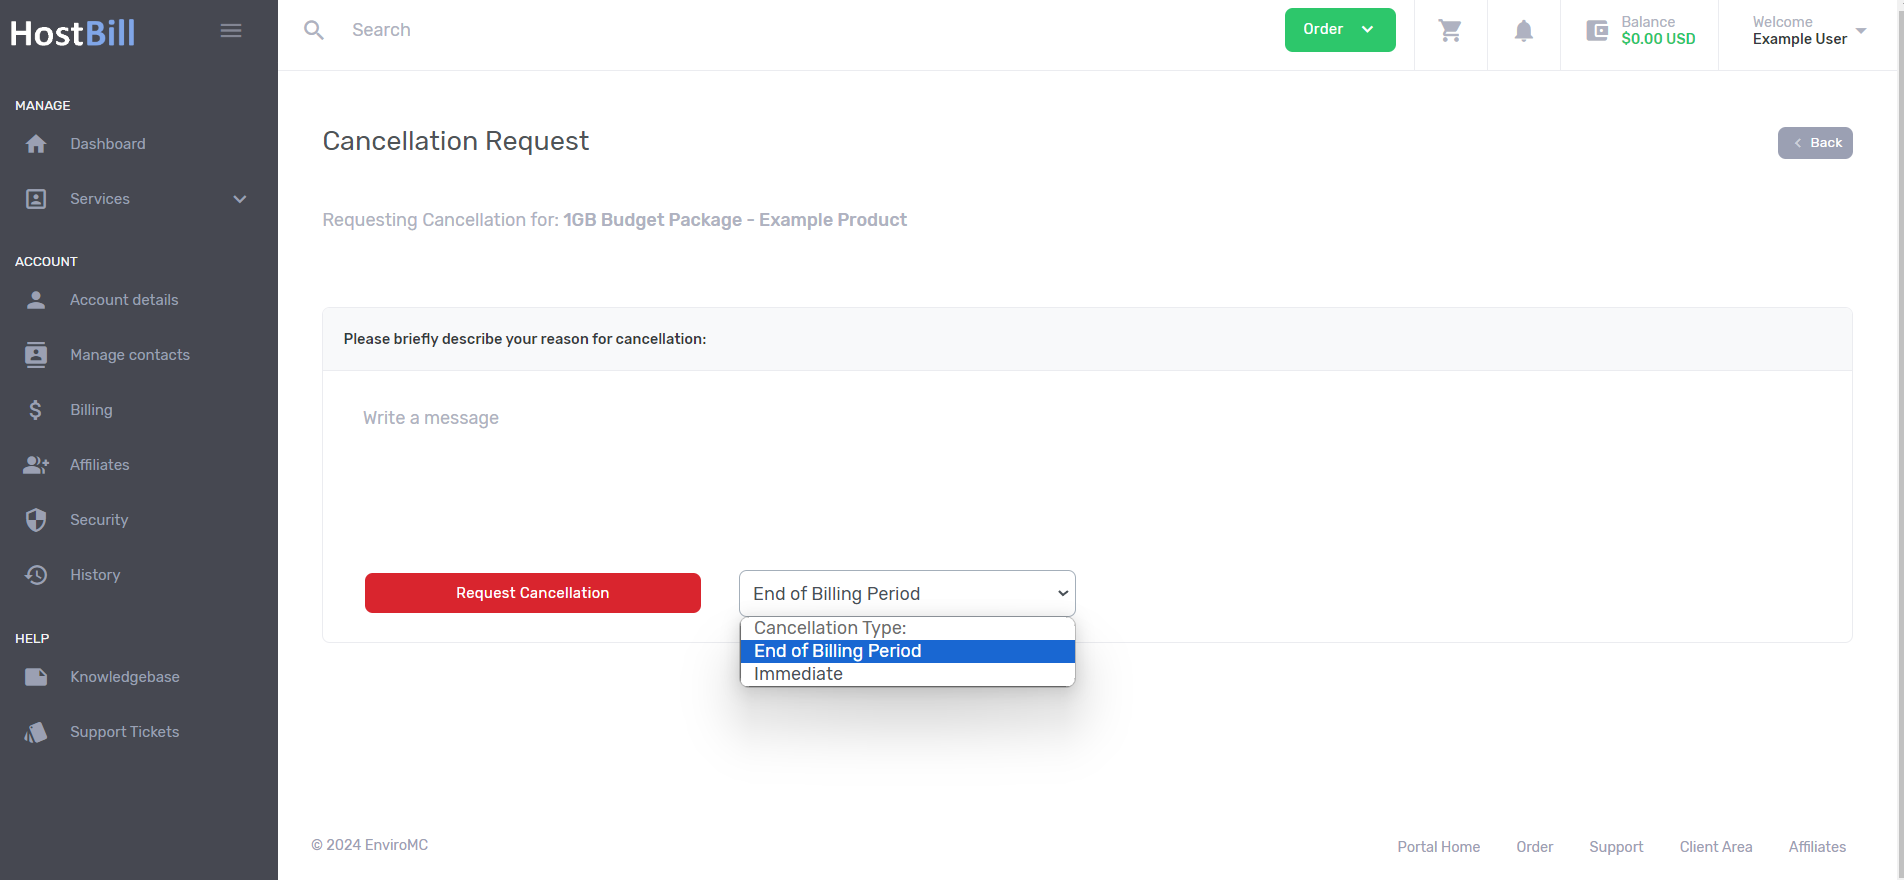 HostBill
Search
Order
Balance
$0.00 USD
Welcome
Example User
MANAGE
Dashboard
Services
ACCOUNT
Account details
Manage contacts
Billing
Affiliates
Security
History
HELP
Knowledgebase
Support Tickets
Cancellation Request
Back
Requesting Cancellation for: 1GB Budget Package - Example Product
Please briefly describe your reason for cancellation:
Write a message
Request Cancellation
End of Billing Period
Cancellation Type:
End of Billing Period
Immediate
© 2024 EnviroMC
Portal Home
Order
Support
Client Area
Affiliates